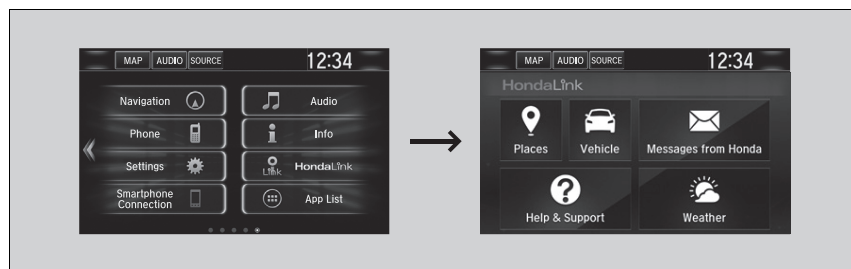 MAP AUDIO SOURCE 12:34
Navigation Audio
Phone Info
Settings Link HondaLink
Smartphone
Connection
App List
MAP AUDIO SOURCE 12:34
HondaLink
Places Vehicle Messages from Honda
Help & Support Weather